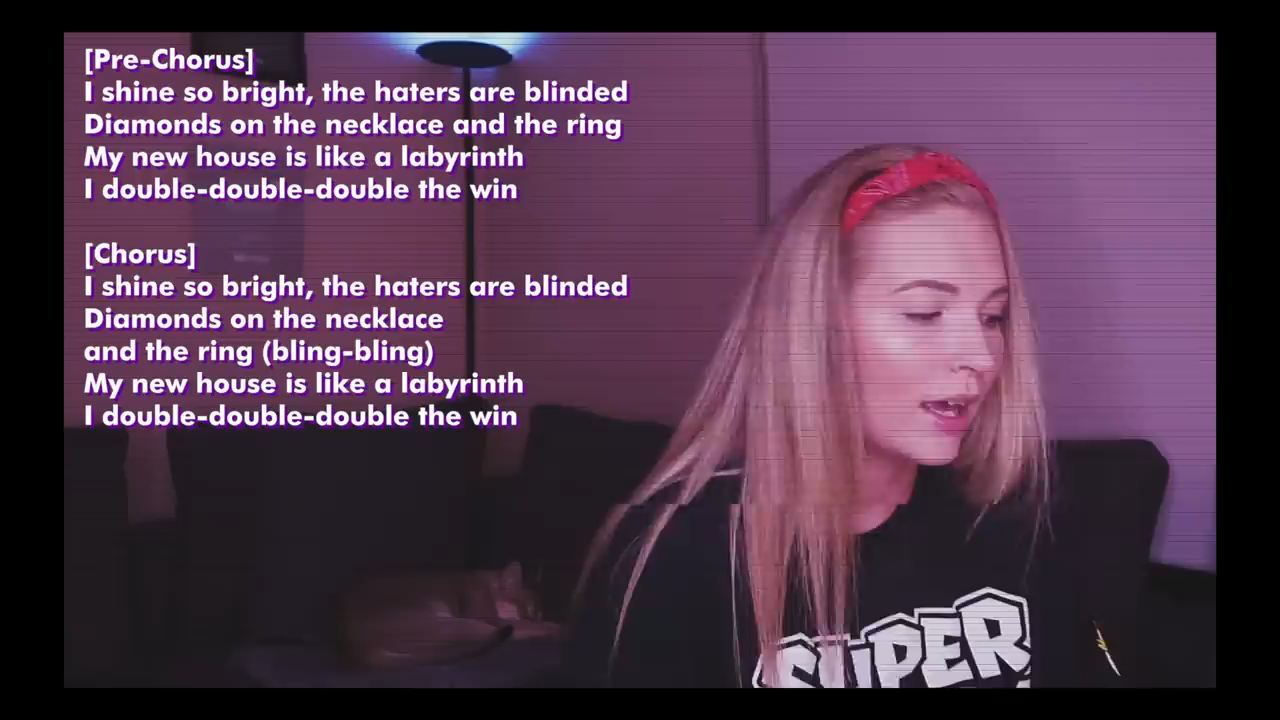 [Pre-Chorus]
I shine so bright, the haters are blinded
Diamonds on the necklace and the ring
My new house is like a labyrinth
I double-double-double the win
[Chorus]
I shine so bright, the haters are blinded
Diamonds on the necklace
and the ring (bling-bling)
My new house is like a labyrinth
I double-double-double the win
SUPER